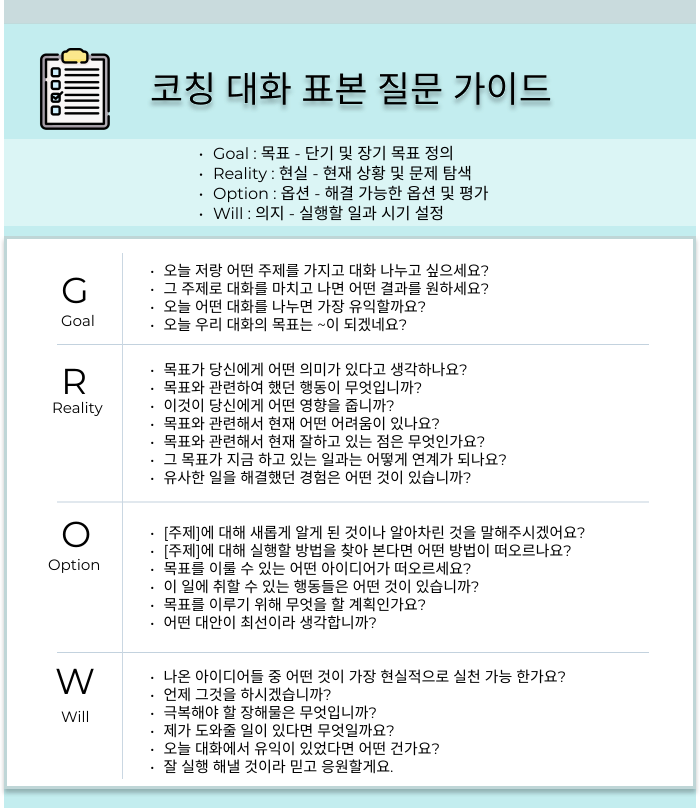 코칭 대화 표본 질문 가이드
• Goal : 목표 - 단기 및 장기 목표 정의
• Reality : 현실 - 현재 상황 및 문제 탐색
• Option : 옵션 - 해결 가능한 옵션 및 평가
• Will : 의지 - 실행할 일과 시기 설정
G
Goal
• 오늘 저랑 어떤 주제를 가지고 대화 나누고 싶으세요?
• 그 주제로 대화를 마치고 나면 어떤 결과를 원하세요?
• 오늘 어떤 대화를 나누면 가장 유익할까요?
• 오늘 우리 대화의 목표는 ~이 되겠네요?
R
Reality
• 목표가 당신에게 어떤 의미가 있다고 생각하나요?
• 목표와 관련하여 했던 행동이 무엇입니까?
• 이것이 당신에게 어떤 영향을 줍니까?
• 목표와 관련해서 현재 어떤 어려움이 있나요?
• 목표와 관련해서 현재 잘하고 있는 점은 무엇인가요?
• 그 목표가 지금 하고 있는 일과는 어떻게 연계가 되나요?
• 유사한 일을 해결했던 경험은 어떤 것이 있습니까?
O
Option
• [주제]에 대해 새롭게 알게 된 것이나 알아차린 것을 말해주시겠어요?
• [주제]에 대해 실행할 방법을 찾아 본다면 어떤 방법이 떠오르나요?
• 목표를 이룰 수 있는 어떤 아이디어가 떠오르세요?
• 이 일에 취할 수 있는 행동들은 어떤 것이 있습니까?
• 목표를 이루기 위해 무엇을 할 계획인가요?
• 어떤 대안이 최선이라 생각합니까?
W
Will
• 나온 아이디어들 중 어떤 것이 가장 현실적으로 실천 가능 한가요?
• 언제 그것을 하시겠습니까?
• 극복해야 할 장해물은 무엇입니까?
• 제가 도와줄 일이 있다면 무엇일까요?
• 오늘 대화에서 유익이 있었다면 어떤 건가요?
• 잘 실행 해낼 것이라 믿고 응원할게요.